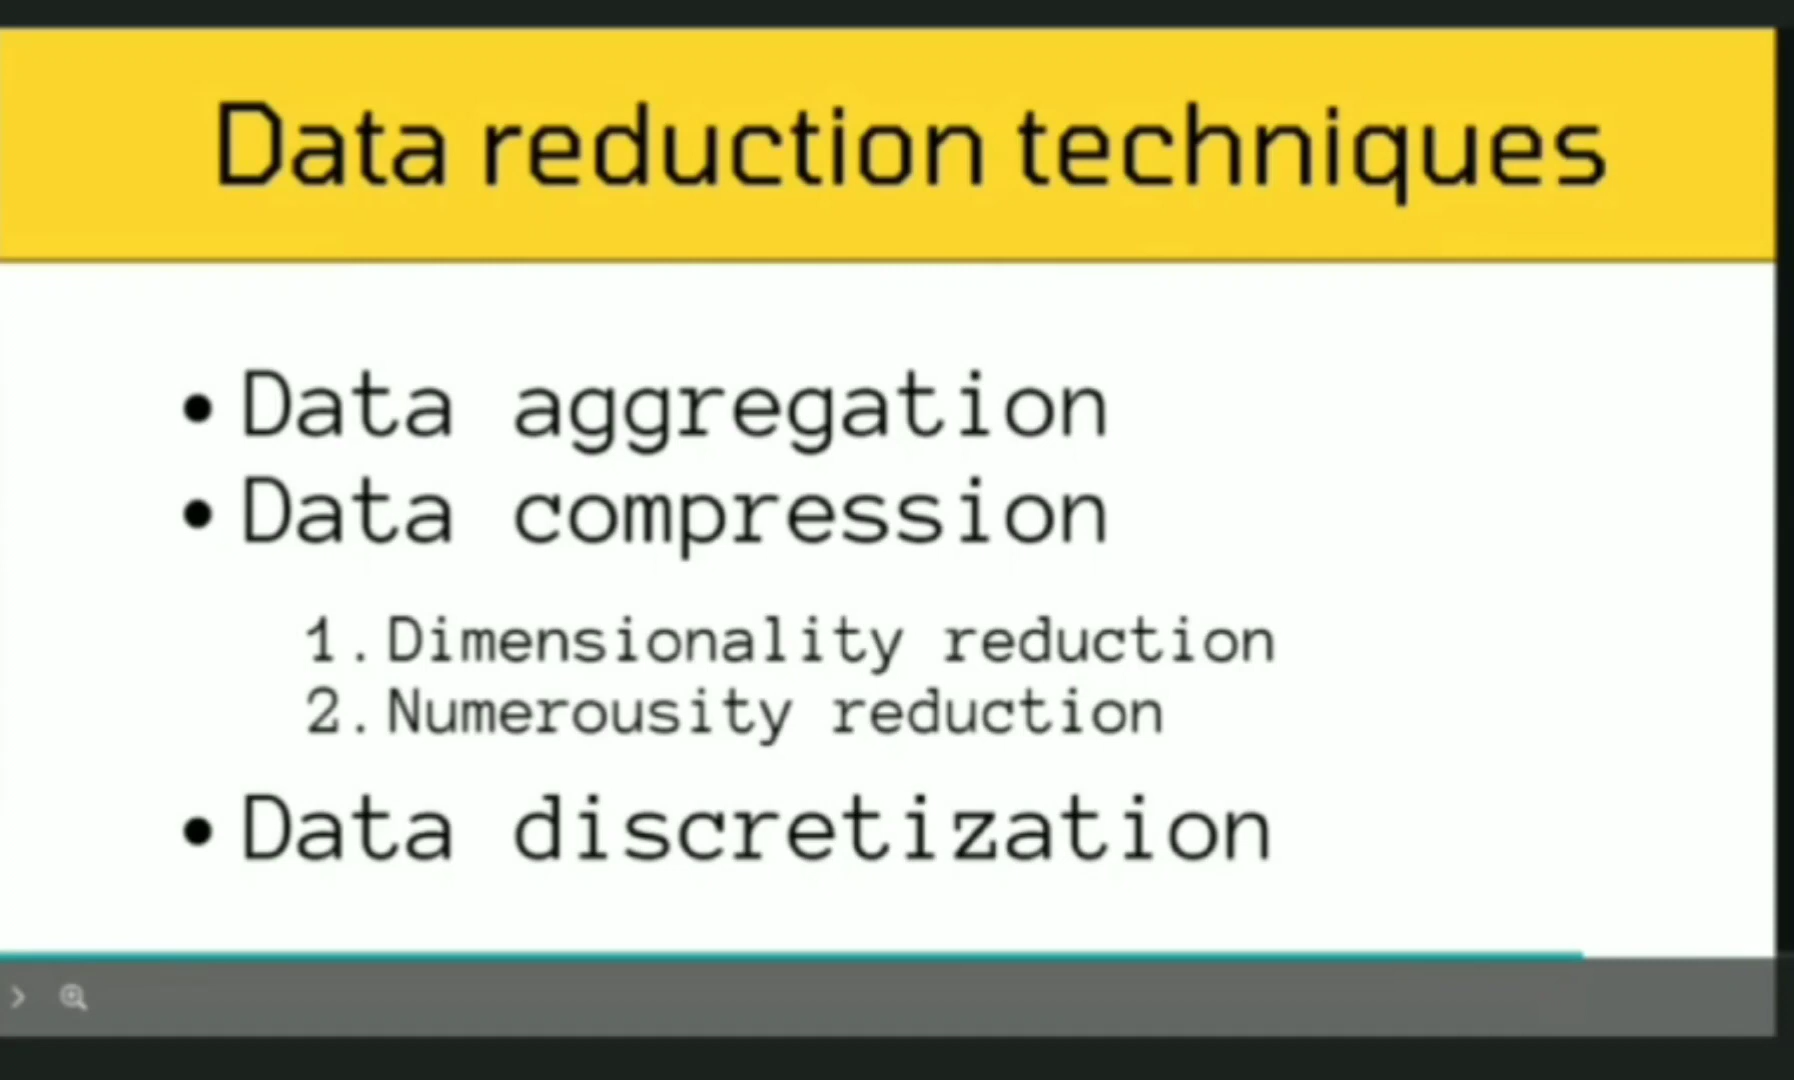 Data reduction techniques
• Data aggregation
• Data compression
1. Dimensionality reduction
2. Numerousity reduction
• Data discretization